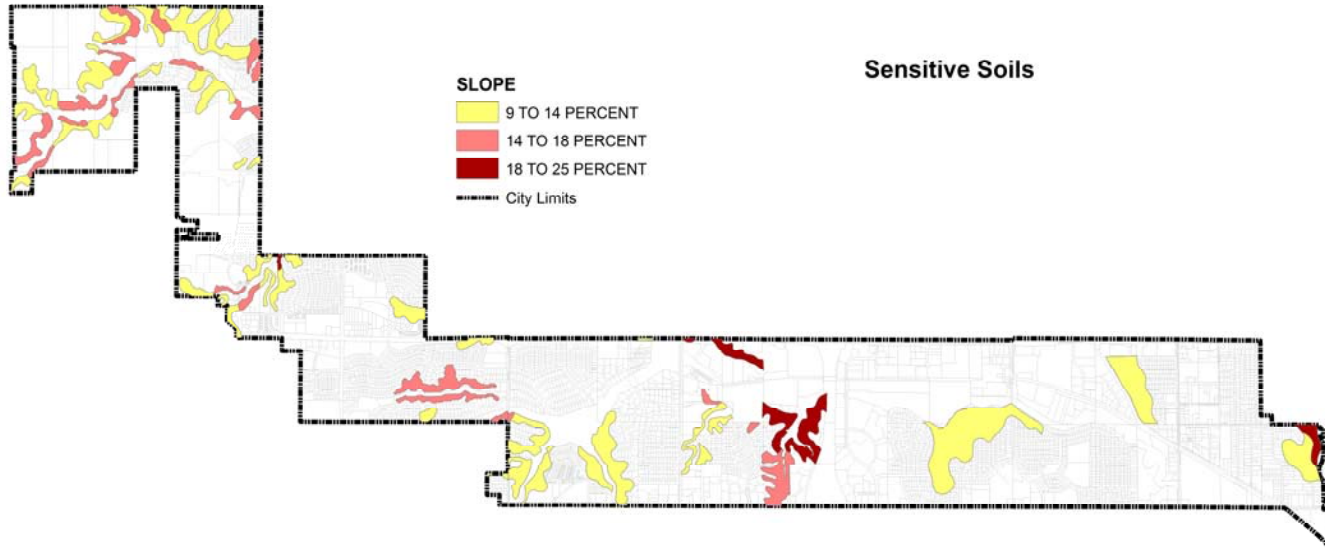 Sensitive Soils
SLOPE
9 TO 14 PERCENT
14 TO 18 PERCENT
18 TO 25 PERCENT
City Limits